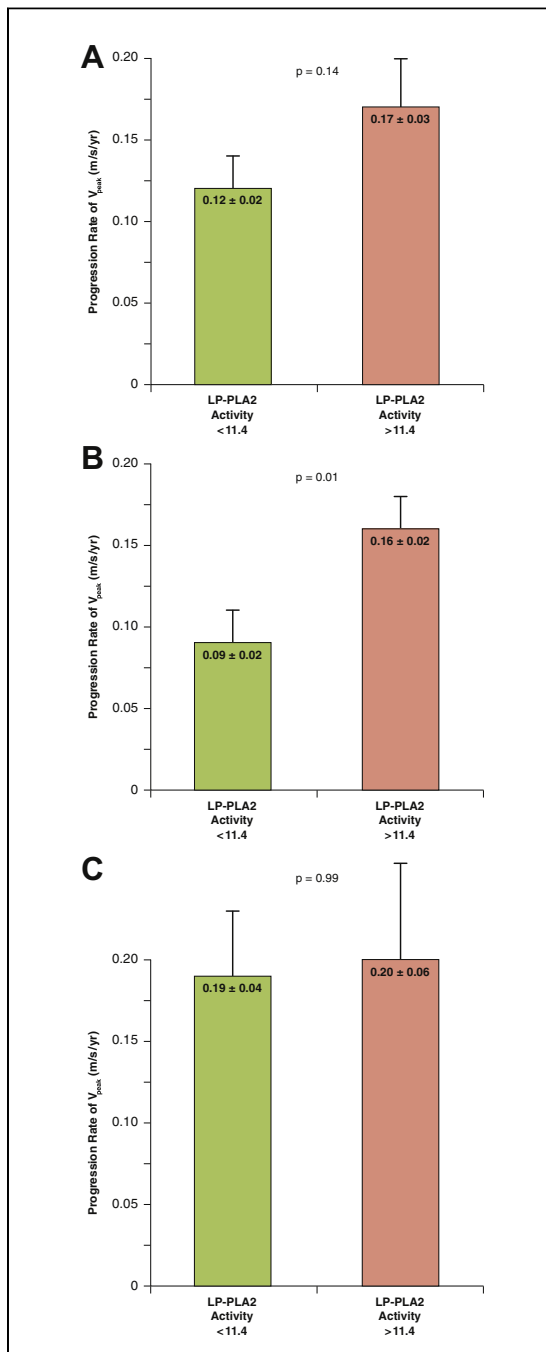 A
Progression Rate of Vpeak (m/s/yr)
0.20
0.15
0.10
0.05
0
p = 0.14
0.12 ± 0.02
0.17 ± 0.03
LP-PLA2
Activity
<11.4
LP-PLA2
Activity
>11.4
B
Progression Rate of Vpeak (m/s/yr)
0.20
0.15
0.10
0.05
0
p = 0.01
0.09 ± 0.02
0.16 ± 0.02
LP-PLA2
Activity
<11.4
LP-PLA2
Activity
>11.4
C
Progression Rate of Vpeak (m/s/yr)
0.20
0.15
0.10
0.05
0
p = 0.99
0.19 ± 0.04
0.20 ± 0.06
LP-PLA2
Activity
<11.4
LP-PLA2
Activity
>11.4